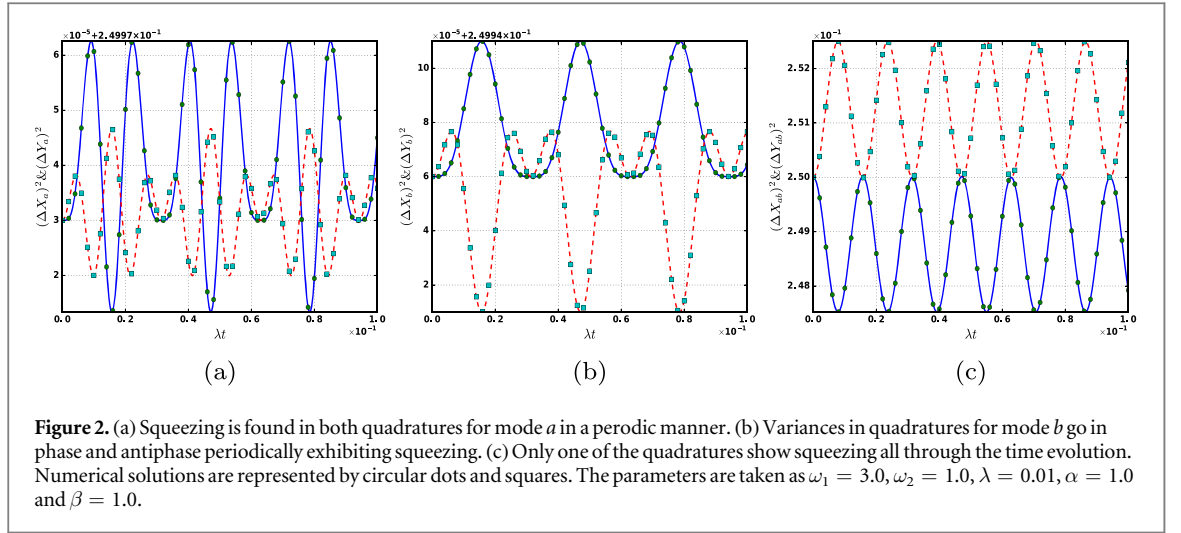 ×10⁻⁵+2.4997×10⁻¹
6
5
4
3
2
(ΔXₐ)² & (ΔYₐ)²
0.0 0.2 0.4 0.6 0.8 1.0
×10⁻¹
λt
(a)
×10⁻⁵+2.4994×10⁻¹
10
8
6
4
2
(ΔX_b)² & (ΔY_b)²
0.0 0.2 0.4 0.6 0.8 1.0
×10⁻¹
λt
(b)
×10⁻¹
2.52
2.51
2.50
2.49
2.48
(ΔX_ab)² & (ΔY_ab)²
0.0 0.2 0.4 0.6 0.8 1.0
×10⁻¹
λt
(c)
Figure 2. (a) Squeezing is found in both quadratures for mode a in a perodic manner. (b) Variances in quadratures for mode b go in
phase and antiphase periodically exhibiting squeezing. (c) Only one of the quadratures show squeezing all through the time evolution.
Numerical solutions are represented by circular dots and squares. The parameters are taken as ω₁ = 3.0, ω₂ = 1.0, λ = 0.01, α = 1.0
and β = 1.0.